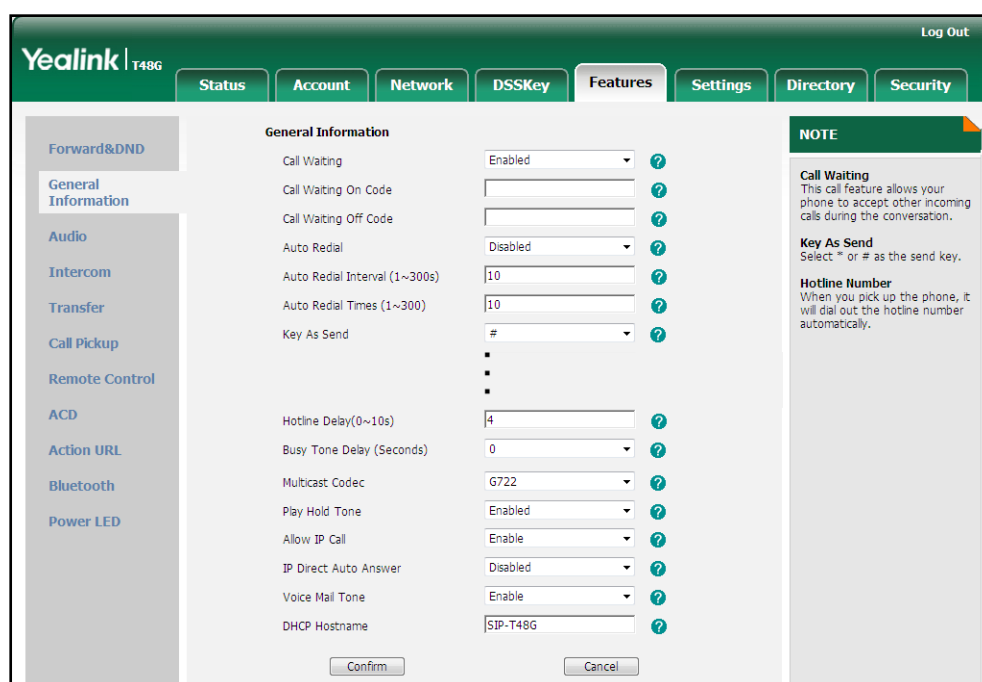 Log Out
Yealink T48G
Status Account Network DSSKey Features Settings Directory Security
Forward&DND
General
Information
Audio
Intercom
Transfer
Call Pickup
Remote Control
ACD
Action URL
Bluetooth
Power LED
General Information
Call Waiting Enabled ?
Call Waiting On Code ?
Call Waiting Off Code ?
Auto Redial Disabled ?
Auto Redial Interval (1~300s) 10 ?
Auto Redial Times (1~300) 10 ?
Key As Send # ?
Hotline Delay(0~10s) 4 ?
Busy Tone Delay (Seconds) 0 ?
Multicast Codec G722 ?
Play Hold Tone Enabled ?
Allow IP Call Enable ?
IP Direct Auto Answer Disabled ?
Voice Mail Tone Enable ?
DHCP Hostname SIP-T48G ?
Confirm Cancel
NOTE
Call Waiting
This call feature allows your
phone to accept other incoming
calls during the conversation.
Key As Send
Select * or # as the send key.
Hotline Number
When you pick up the phone, it
will dial out the hotline number
automatically.